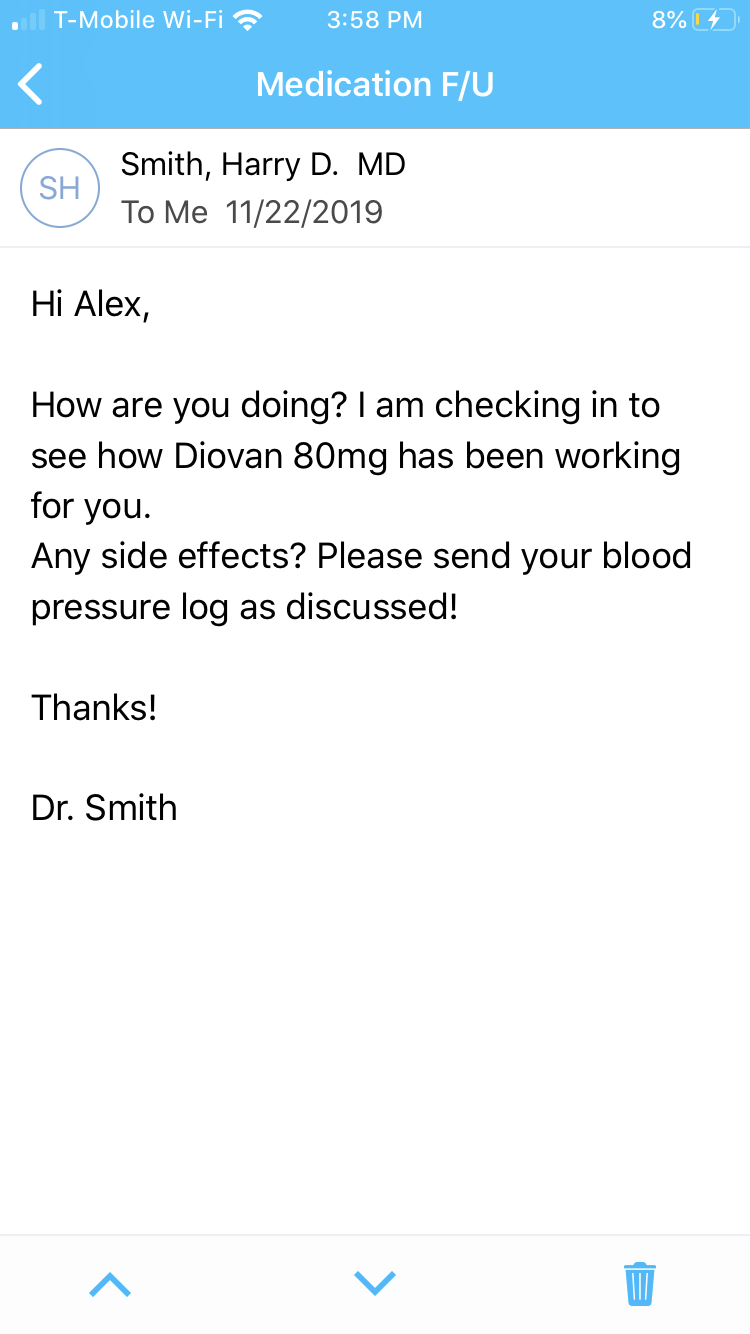 T-Mobile Wi-Fi 3:58 PM 8%
Medication F/U
SH
Smith, Harry D.  MD
To Me  11/22/2019
Hi Alex,
How are you doing? I am checking in to
see how Diovan 80mg has been working
for you.
Any side effects? Please send your blood
pressure log as discussed!
Thanks!
Dr. Smith